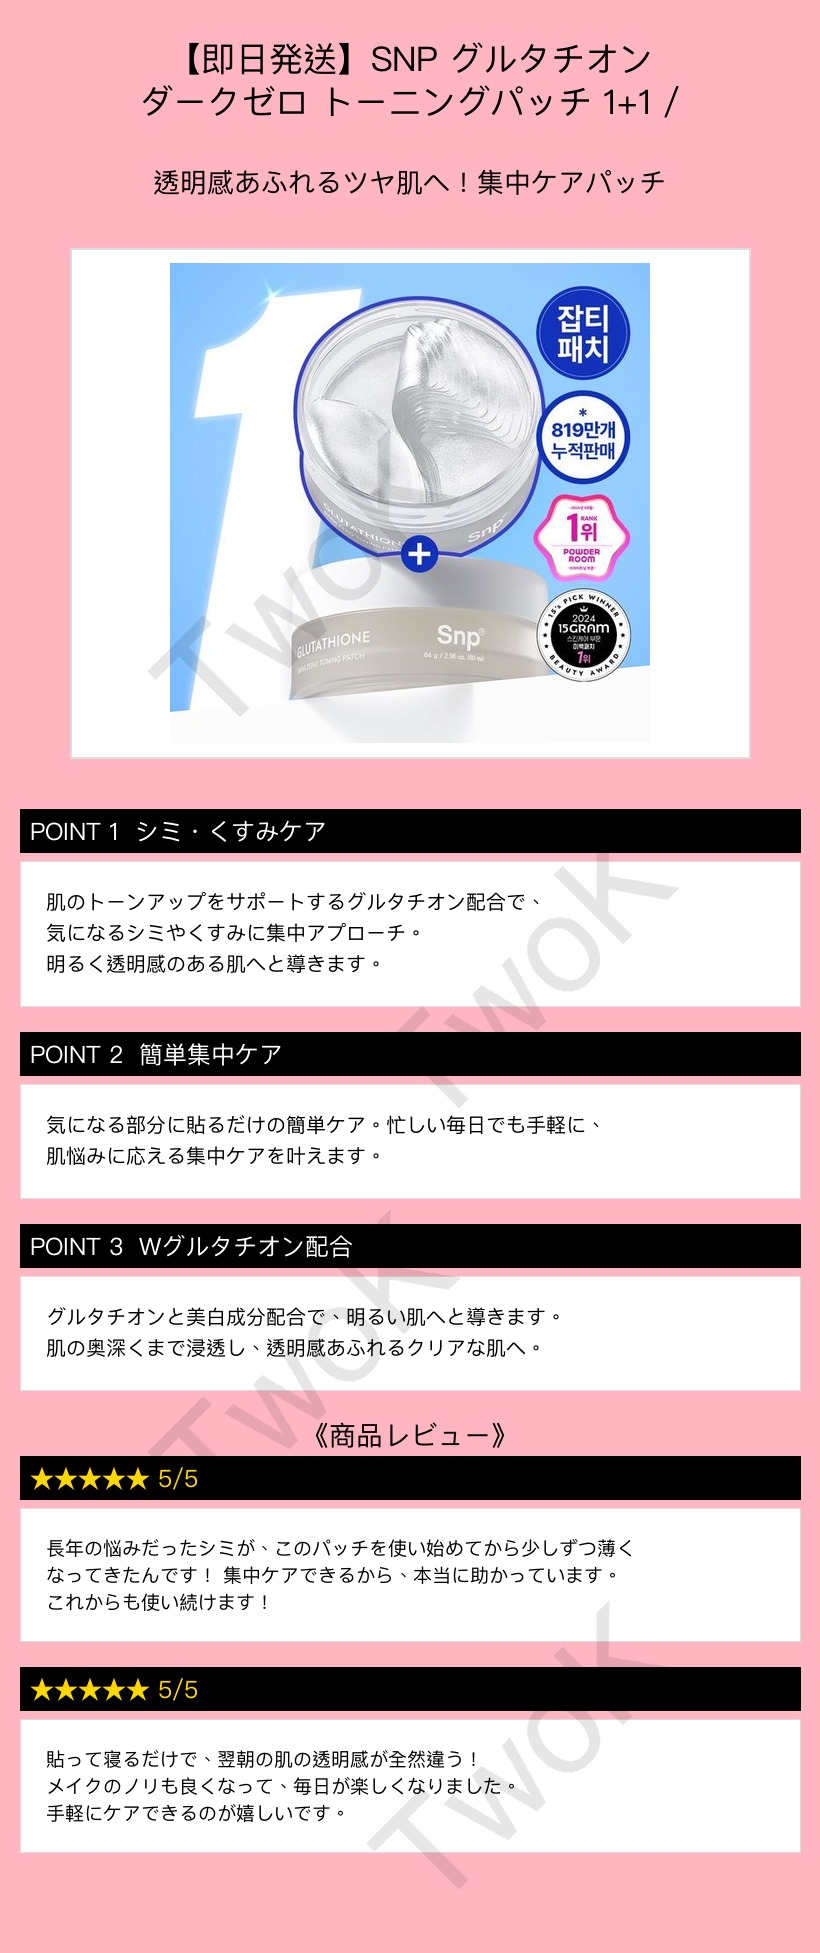 【即日発送】SNP グルタチオン
ダークゼロ トーニングパッチ 1+1 /
透明感あふれるツヤ肌へ！集中ケアパッチ
1
잡티
패치
*
819만개
누적판매
1위 RANK
POWDER
ROOM
15's PICK WINNER
2024
15GRAM
스킨케어 부문
미백패치
1위
BEAUTY AWARD
GLUTATHIONE
Snp
+
GLUTATHIONE
DARK ZERO TONING PATCH
Snp®
84 g / 2.96 oz. (60 ea)
TwoK
POINT 1 シミ・くすみケア
肌のトーンアップをサポートするグルタチオン配合で、
気になるシミやくすみに集中アプローチ。
明るく透明感のある肌へと導きます。
TwoK
POINT 2 簡単集中ケア
気になる部分に貼るだけの簡単ケア。忙しい毎日でも手軽に、
肌悩みに応える集中ケアを叶えます。
POINT 3 Wグルタチオン配合
グルタチオンと美白成分配合で、明るい肌へと導きます。
肌の奥深くまで浸透し、透明感あふれるクリアな肌へ。
TwoK
《商品レビュー》
★★★★★ 5/5
長年の悩みだったシミが、このパッチを使い始めてから少しずつ薄く
なってきたんです！ 集中ケアできるから、本当に助かっています。
これからも使い続けます！
★★★★★ 5/5
貼って寝るだけで、翌朝の肌の透明感が全然違う！
メイクのノリも良くなって、毎日が楽しくなりました。
手軽にケアできるのが嬉しいです。
TwoK